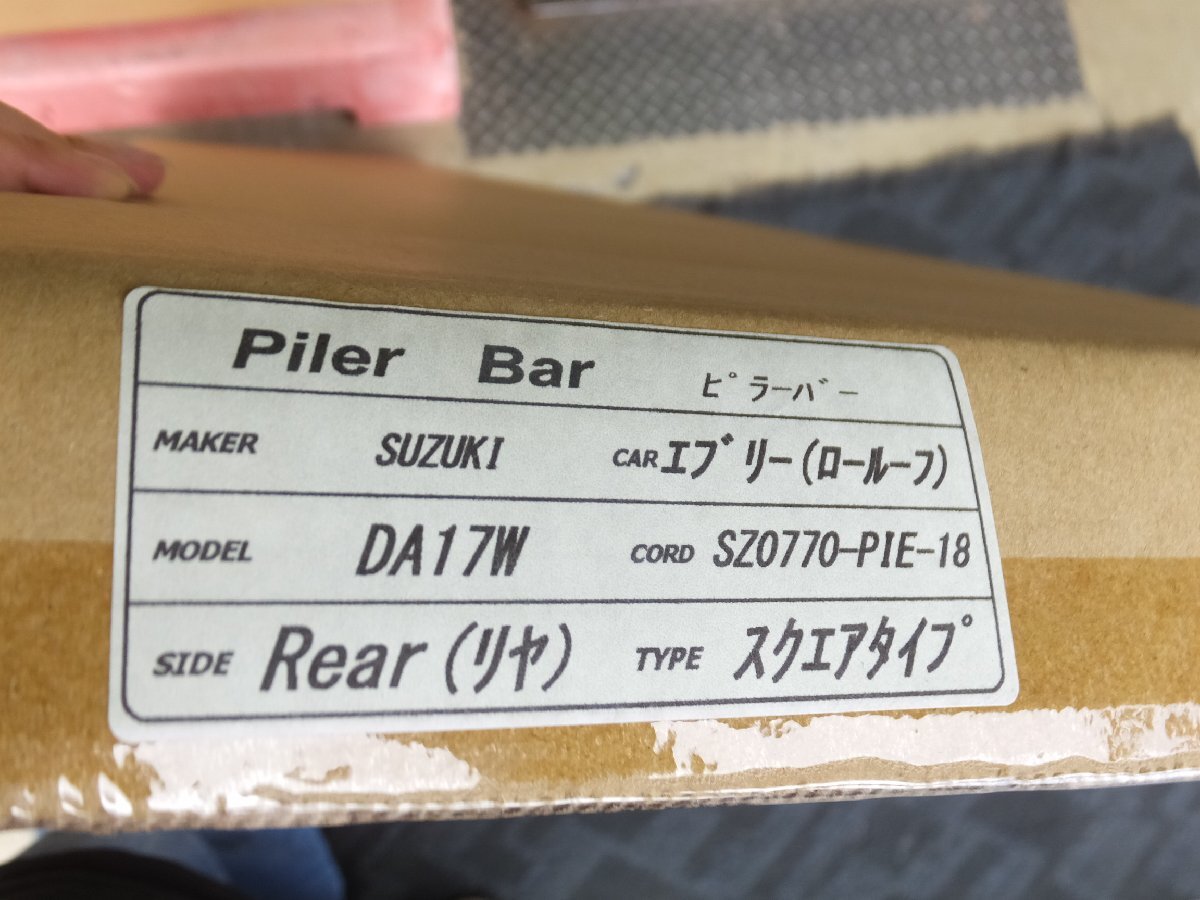 Piler Bar ﾋﾟﾗｰﾊﾞｰ
MAKER SUZUKI CAR ｴﾌﾞﾘｰ(ﾛｰﾙｰﾌ)
MODEL DA17W CORD SZ0770-PIE-18
SIDE Rear(ﾘﾔ) TYPE ｽｸｴｱﾀｲﾌﾟ